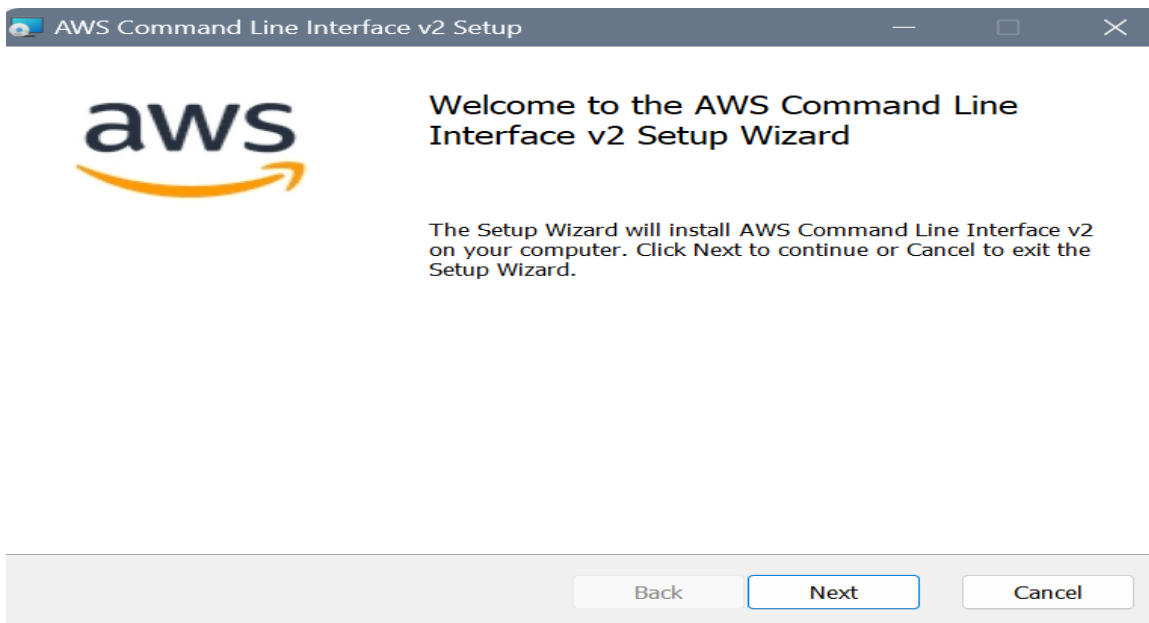 AWS Command Line Interface v2 Setup
aws
Welcome to the AWS Command Line
Interface v2 Setup Wizard
The Setup Wizard will install AWS Command Line Interface v2
on your computer. Click Next to continue or Cancel to exit the
Setup Wizard.
Back
Next
Cancel